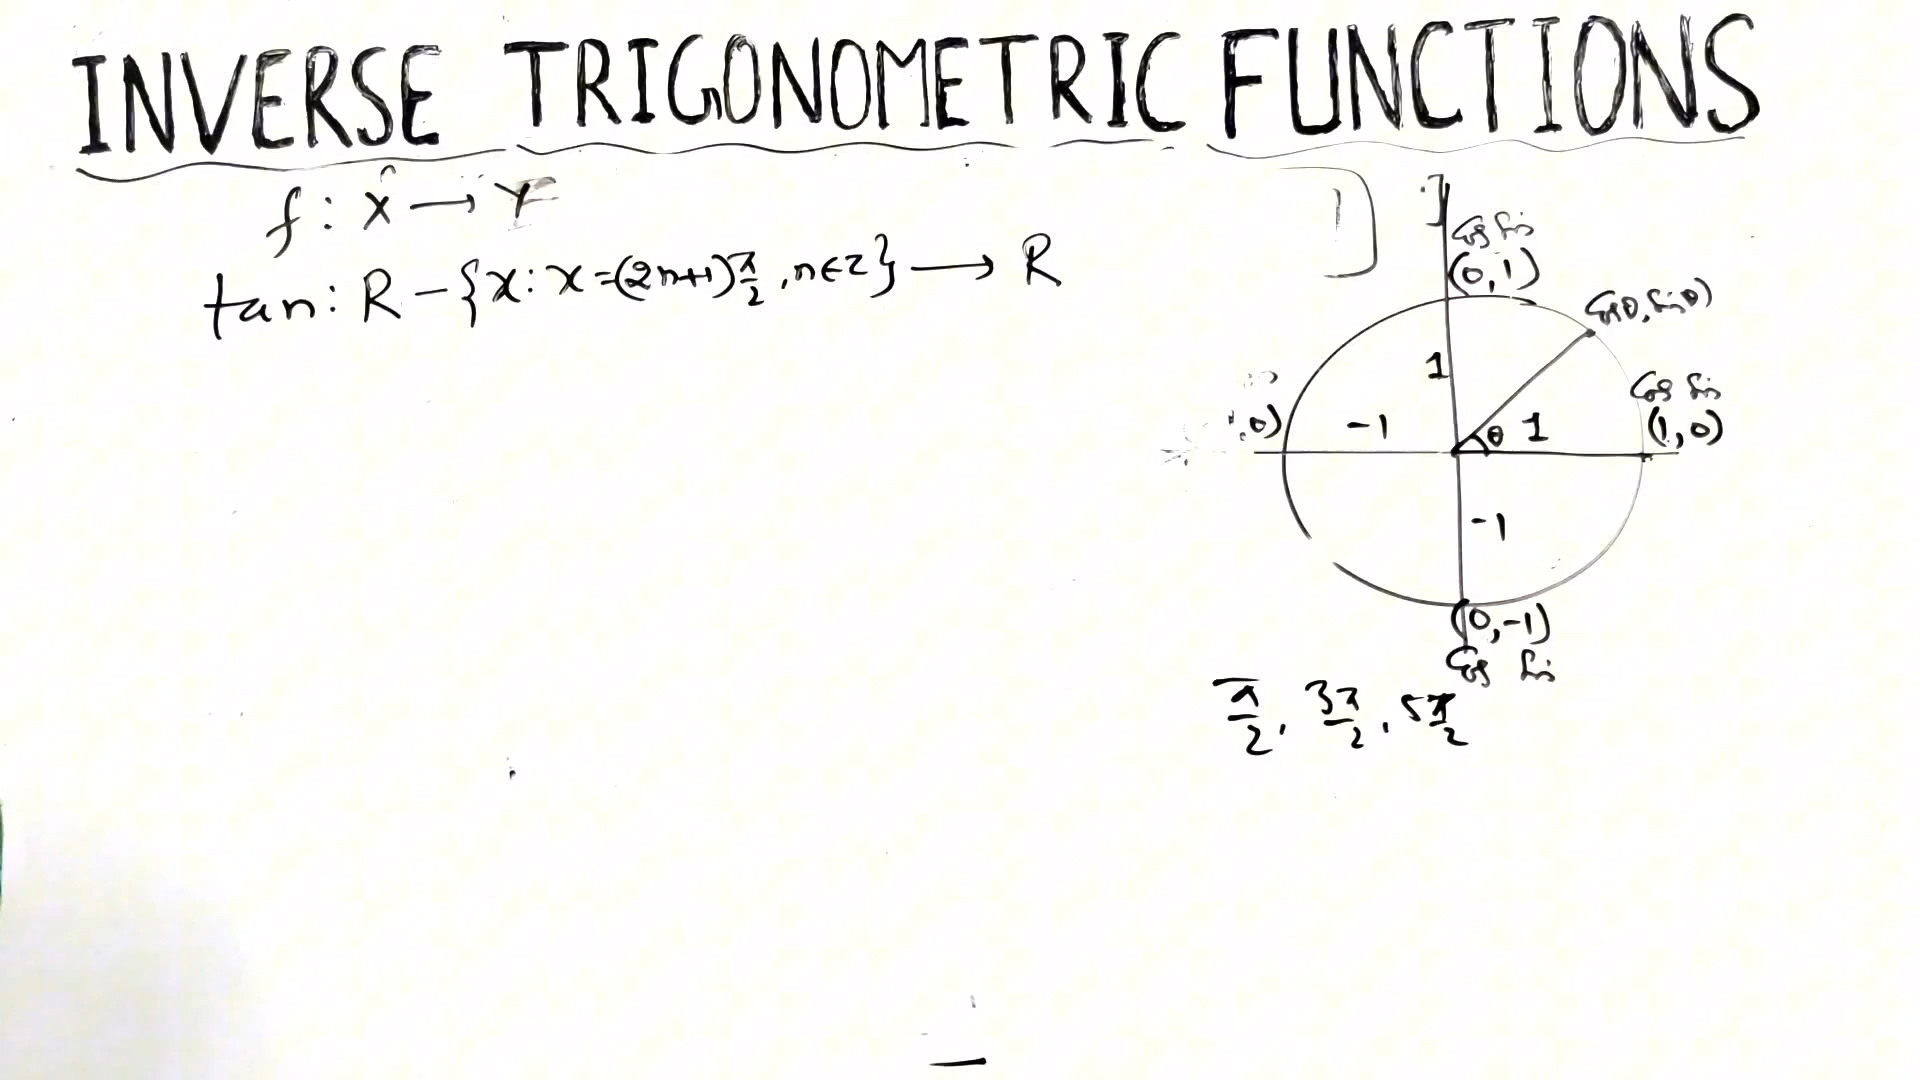 INVERSE TRIGONOMETRIC FUNCTIONS
f: X → Y
tan: R - {x: x = (2n+1)π/2, n∈Z} → R
Cos Sin
(0, 1)
(Cosθ, Sinθ)
1
Cos Sin
,0)
-1
θ
1
(1, 0)
-1
(0, -1)
Cos Sin
π/2, 3π/2, 5π/2